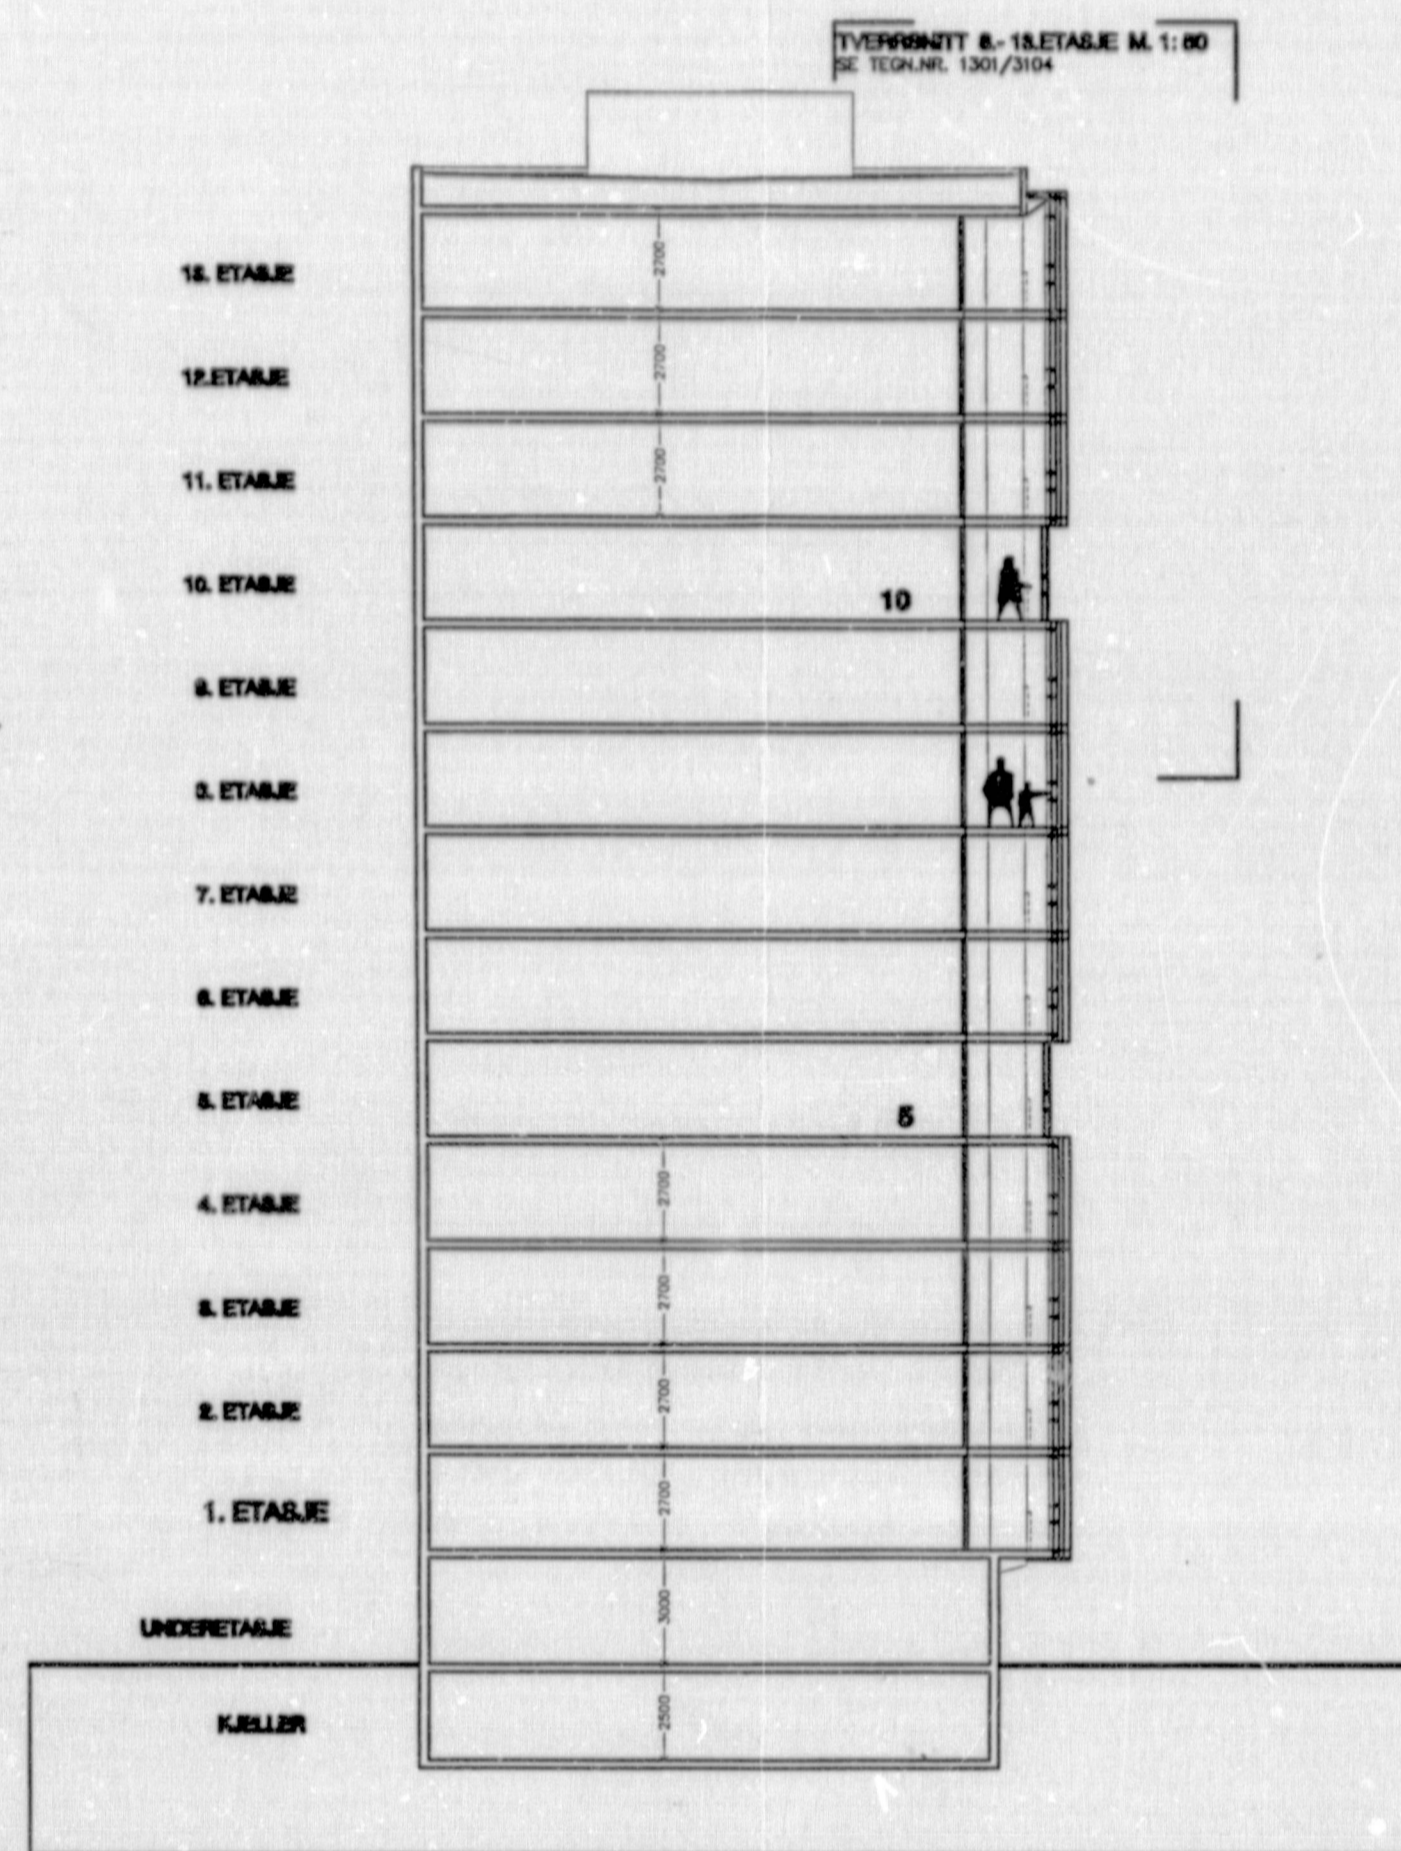 TVERRSNITT 8.- 13.ETASJE M. 1:50
SE TEGN.NR. 1301/3104
13. ETASJE
2700
12.ETASJE
2700
11. ETASJE
2700
10. ETASJE
10
9. ETASJE
8. ETASJE
7. ETASJE
6. ETASJE
5. ETASJE
5
4. ETASJE
2700
3. ETASJE
2700
2. ETASJE
2700
1. ETASJE
2700
UNDERETASJE
3000
KJELLER
2500